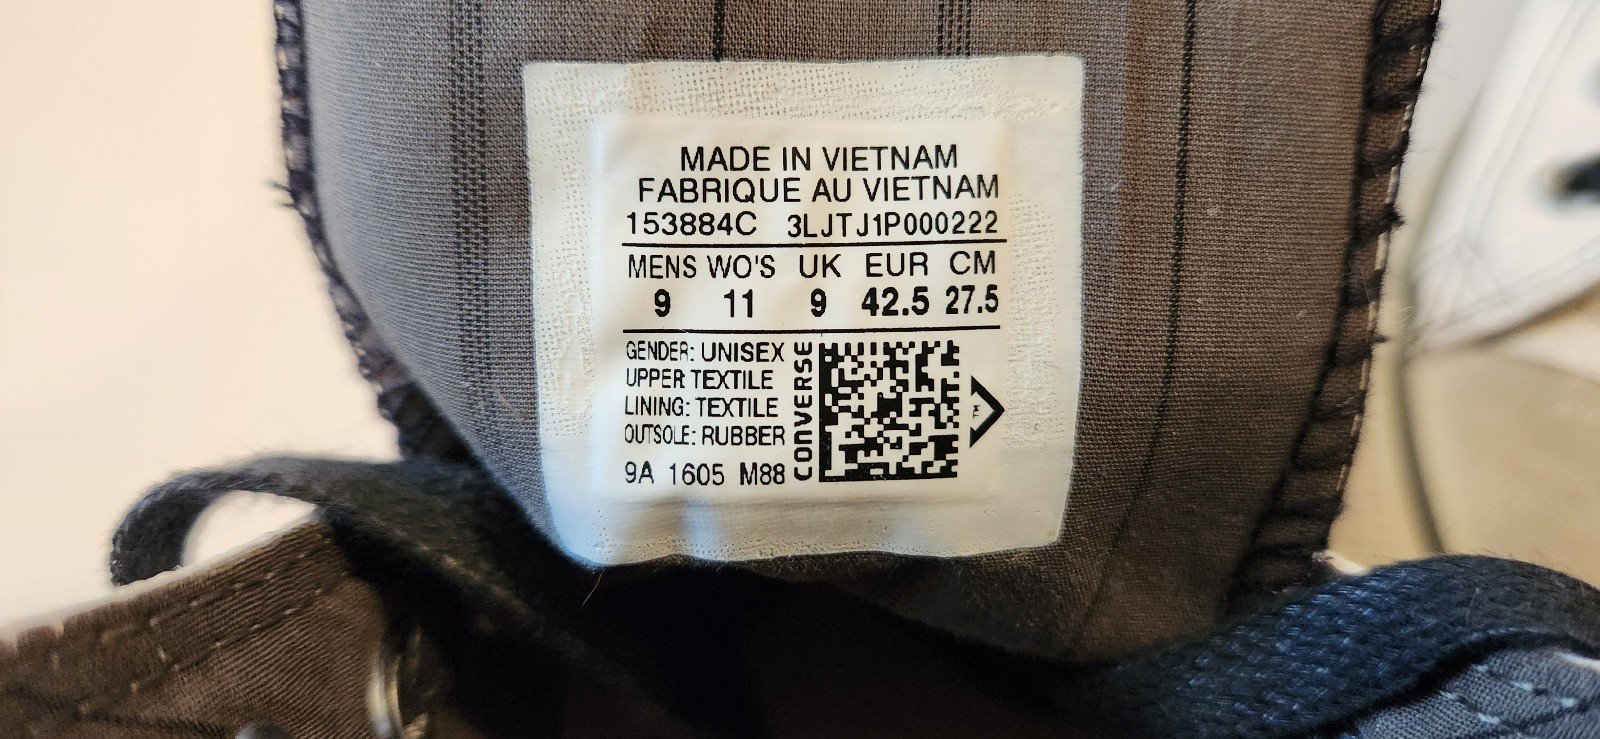 MADE IN VIETNAM
FABRIQUE AU VIETNAM
153884C 3LJTJ1P000222
MENS WO'S UK EUR CM
9 11 9 42.5 27.5
GENDER: UNISEX
UPPER TEXTILE
LINING: TEXTILE
OUTSOLE: RUBBER
9A 1605 M88
CONVERSE
TM